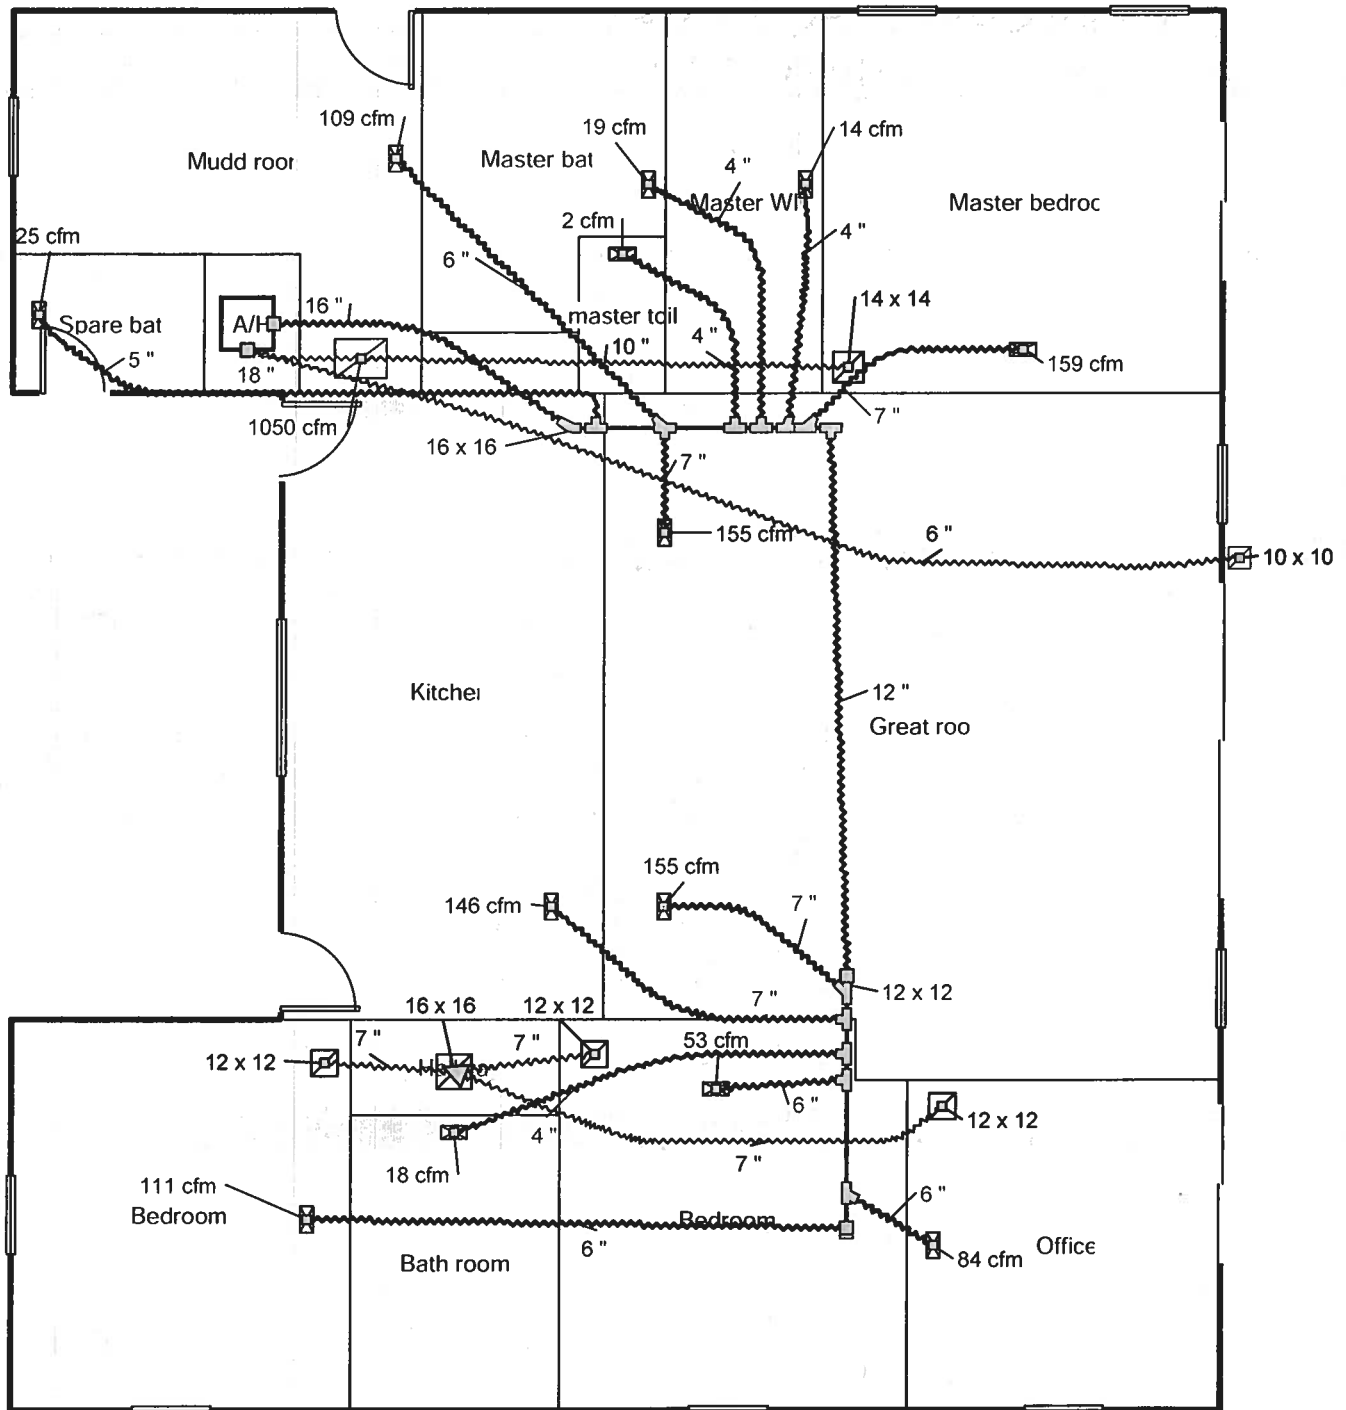 109 cfm
19 cfm
14 cfm
Mudd roor
Master bat
4 "
Master WI
Master bedroc
2 cfm
25 cfm
4 "
6 "
14 x 14
16 "
A/H
Spare bat
master toil
5 "
18 "
10 "
4 "
159 cfm
7 "
1050 cfm
16 x 16
7 "
155 cfm
6 "
10 x 10
Kitcher
12 "
Great roo
155 cfm
146 cfm
7 "
12 x 12
16 x 16
12 x 12
7 "
7 "
7 "
53 cfm
12 x 12
6 "
12 x 12
4 "
7 "
18 cfm
111 cfm
Bedroom
6 "
Bedroom
6 "
Office
84 cfm
Bath room